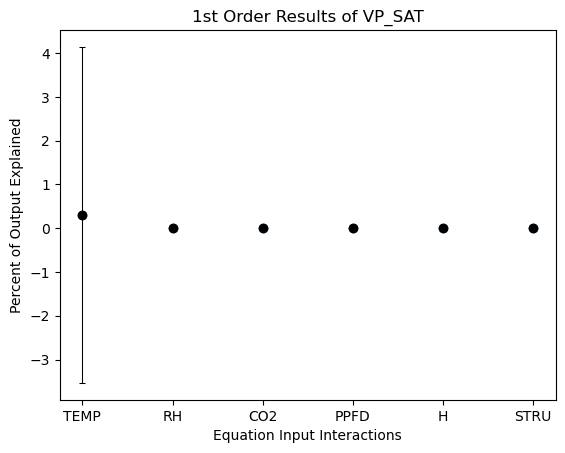 1st Order Results of VP_SAT
Percent of Output Explained
4
3
2
1
0
−1
−2
−3
TEMP RH CO2 PPFD H STRU
Equation Input Interactions